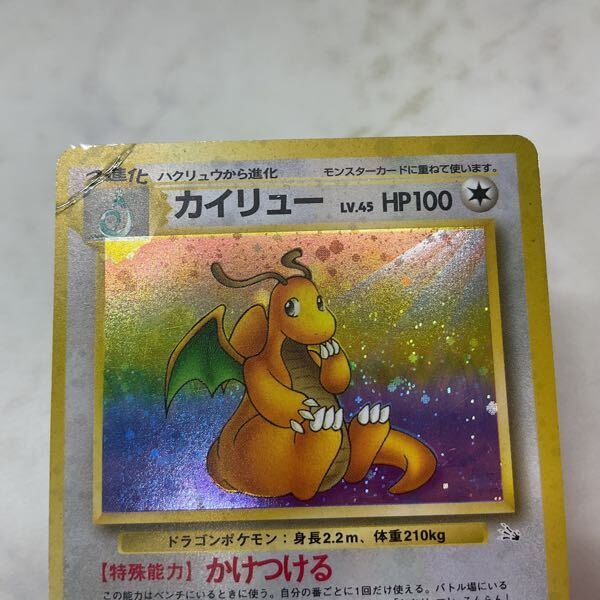 2進化 ハクリュウから進化 モンスターカードに重ねて使います。
カイリュー LV.45 HP100
ドラゴンポケモン：身長2.2m、体重210kg
【特殊能力】かけつける
この能力はベンチにいるときに使う。自分の番ごとに1回だけ使える。バトル場にいる